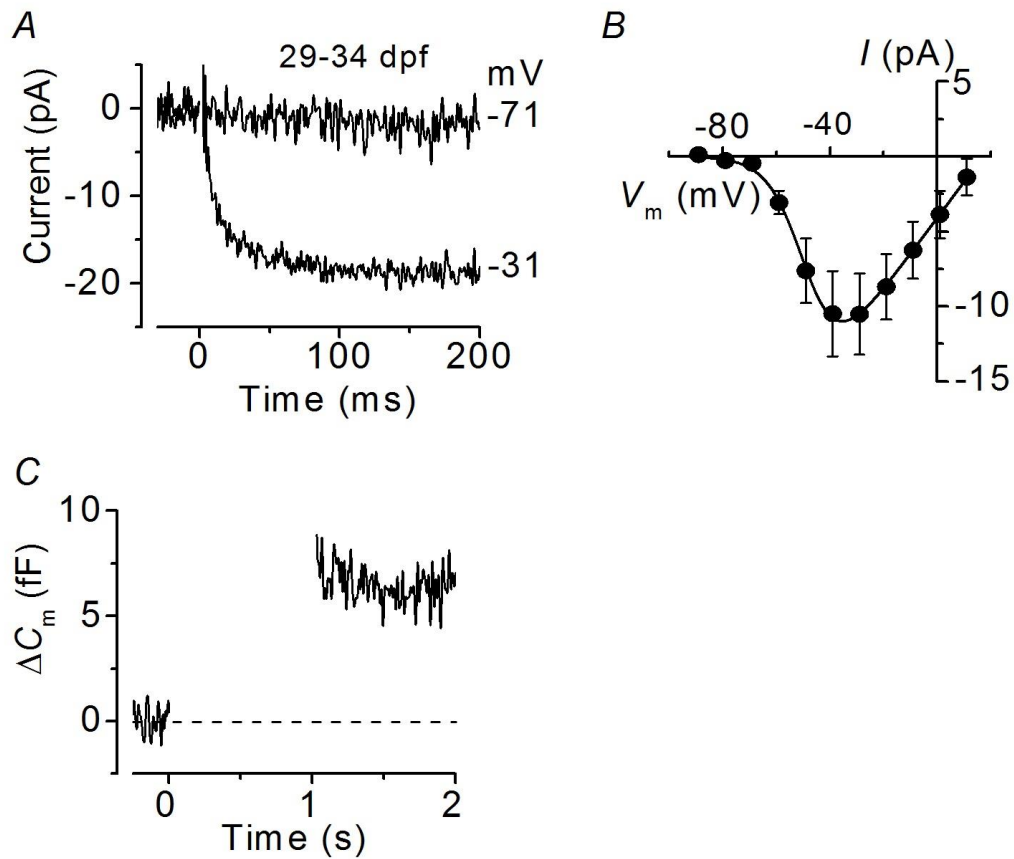 A
29-34 dpf
mV
-71
-31
Current (pA)
0
-10
-20
0 100 200
Time (ms)
B
I (pA)
5
-80 -40
Vm (mV)
-10
-15
C
ΔCm (fF)
10
5
0
0 1 2
Time (s)